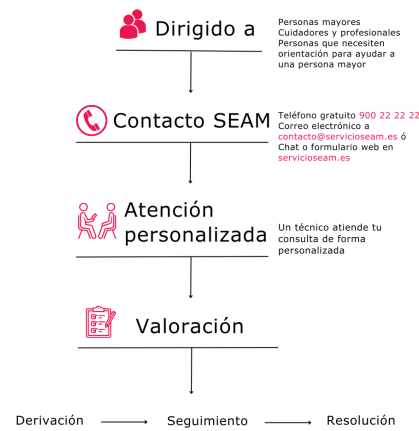 Dirigido a
Personas mayores
Cuidadores y profesionales
Personas que necesiten
orientación para ayudar a
una persona mayor
Contacto SEAM
Teléfono gratuito 900 22 22 22
Correo electrónico a
contacto@servicioseam.es ó
Chat o formulario web en
servicioseam.es
Atención
personalizada
Un técnico atiende tu
consulta de forma
personalizada
Valoración
Derivación
Seguimiento
Resolución